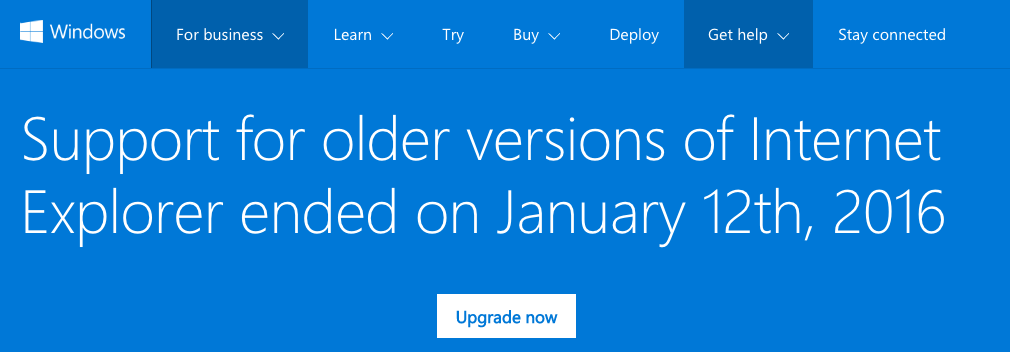 Windows For business Learn Try Buy Deploy Get help Stay connected
Support for older versions of Internet
Explorer ended on January 12th, 2016
Upgrade now